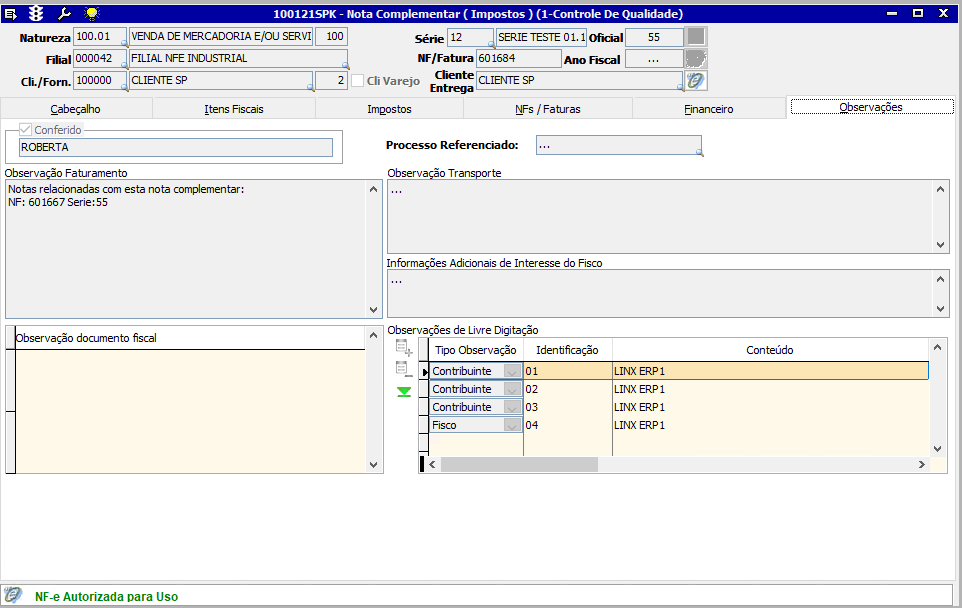 100121SPK - Nota Complementar ( Impostos ) (1-Controle De Qualidade)
Natureza 100.01 VENDA DE MERCADORIA E/OU SERVI 100 Série 12 SERIE TESTE 01.1 Oficial 55
Filial 000042 FILIAL NFE INDUSTRIAL NF/Fatura 601684 Ano Fiscal ...
Cli./Forn. 100000 CLIENTE SP 2 Cli Varejo Cliente Entrega CLIENTE SP
Cabeçalho Itens Fiscais Impostos NFs / Faturas Financeiro Observações
Conferido
ROBERTA
Processo Referenciado: ...
Observação Faturamento
Notas relacionadas com esta nota complementar:
NF: 601667 Serie:55
Observação Transporte
...
Informações Adicionais de Interesse do Fisco
...
Observação documento fiscal
Observações de Livre Digitação
Tipo Observação Identificação Conteúdo
Contribuinte 01 LINX ERP1
Contribuinte 02 LINX ERP1
Contribuinte 03 LINX ERP1
Fisco 04 LINX ERP1
NF-e Autorizada para Uso